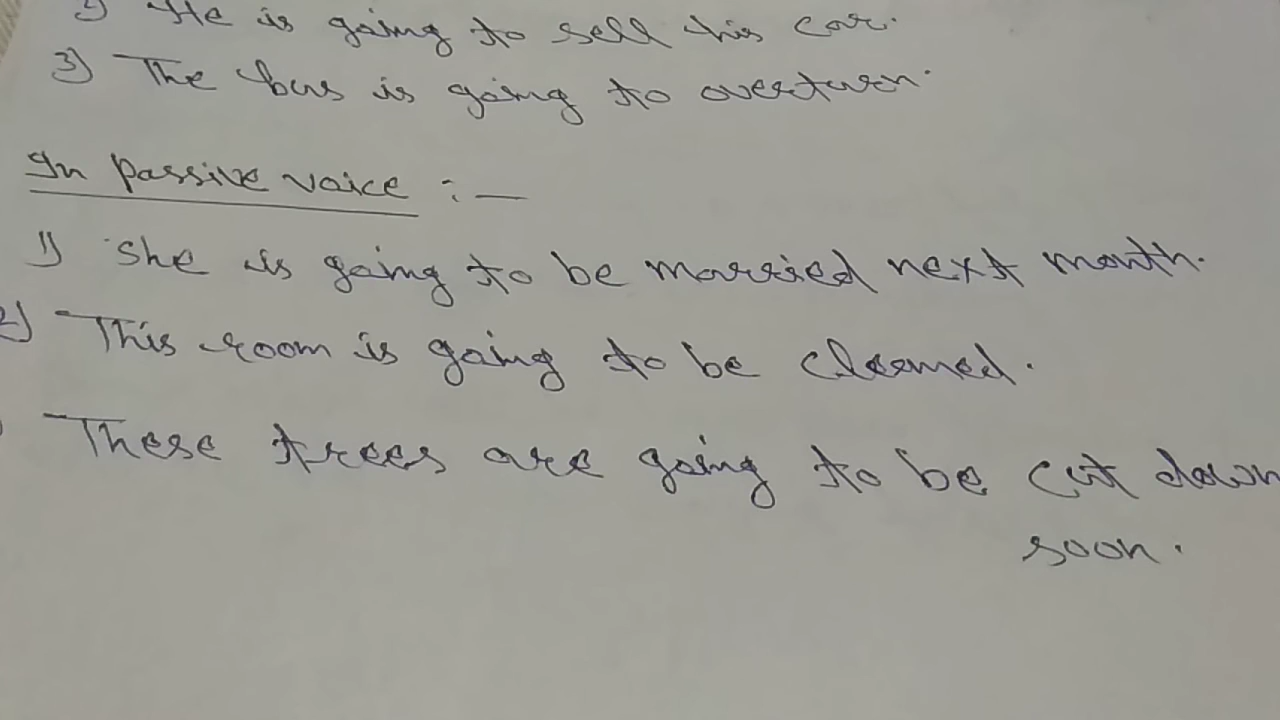 2) He is going to sell his car.
3) The bus is going to overturn.
In Passive voice :—
1) She is going to be married next month.
2) This room is going to be cleaned.
These trees are going to be cut down
soon.